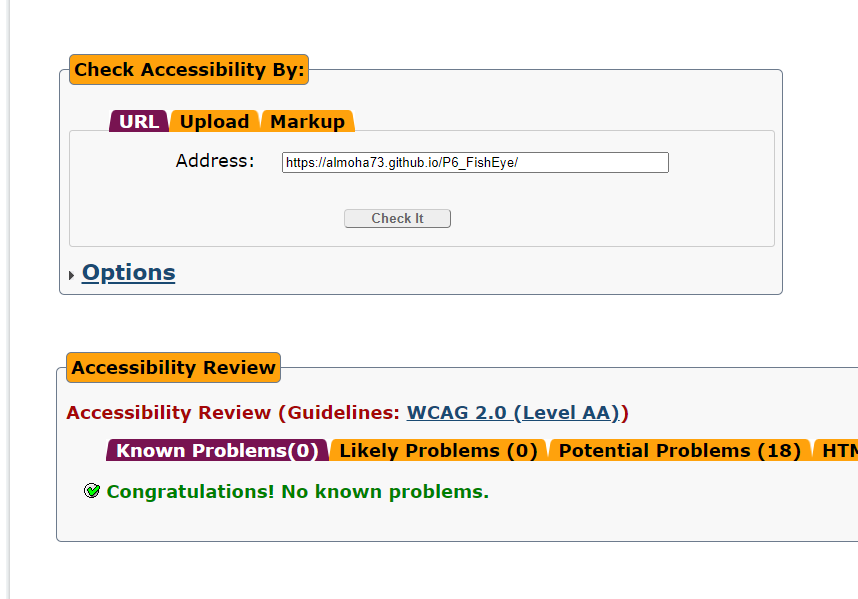 Check Accessibility By:
URL Upload Markup
Address: https://almoha73.github.io/P6_FishEye/
Check It
Options
Accessibility Review
Accessibility Review (Guidelines: WCAG 2.0 (Level AA))
Known Problems(0) Likely Problems (0) Potential Problems (18) HTM
Congratulations! No known problems.